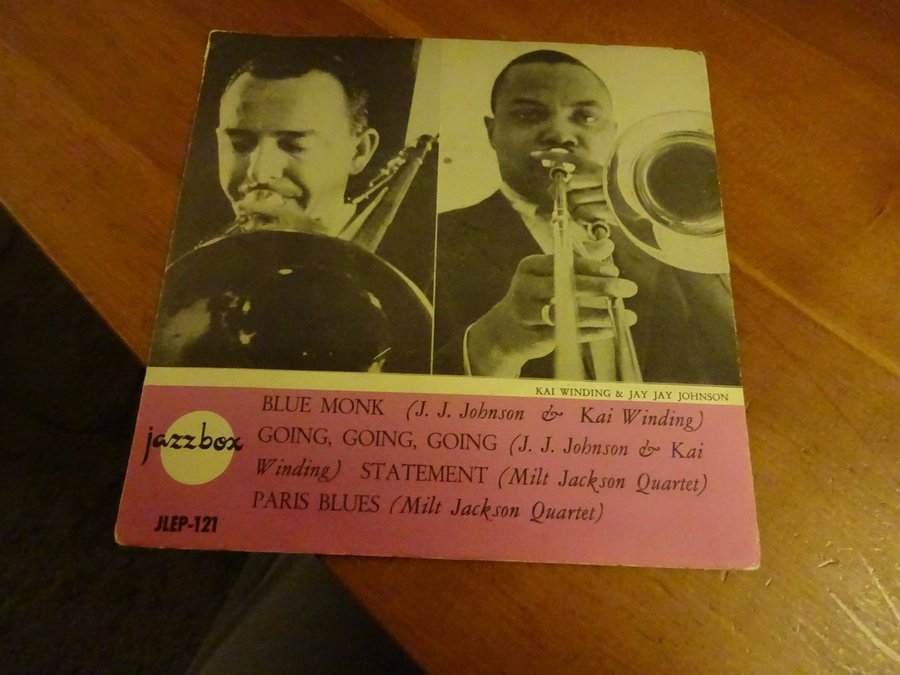 KAI WINDING & JAY JAY JOHNSON
BLUE MONK (J. J. Johnson & Kai Winding)
GOING, GOING, GOING (J. J. Johnson & Kai
Winding) STATEMENT (Milt Jackson Quartet)
PARIS BLUES (Milt Jackson Quartet)
jazzbox
JLEP-121